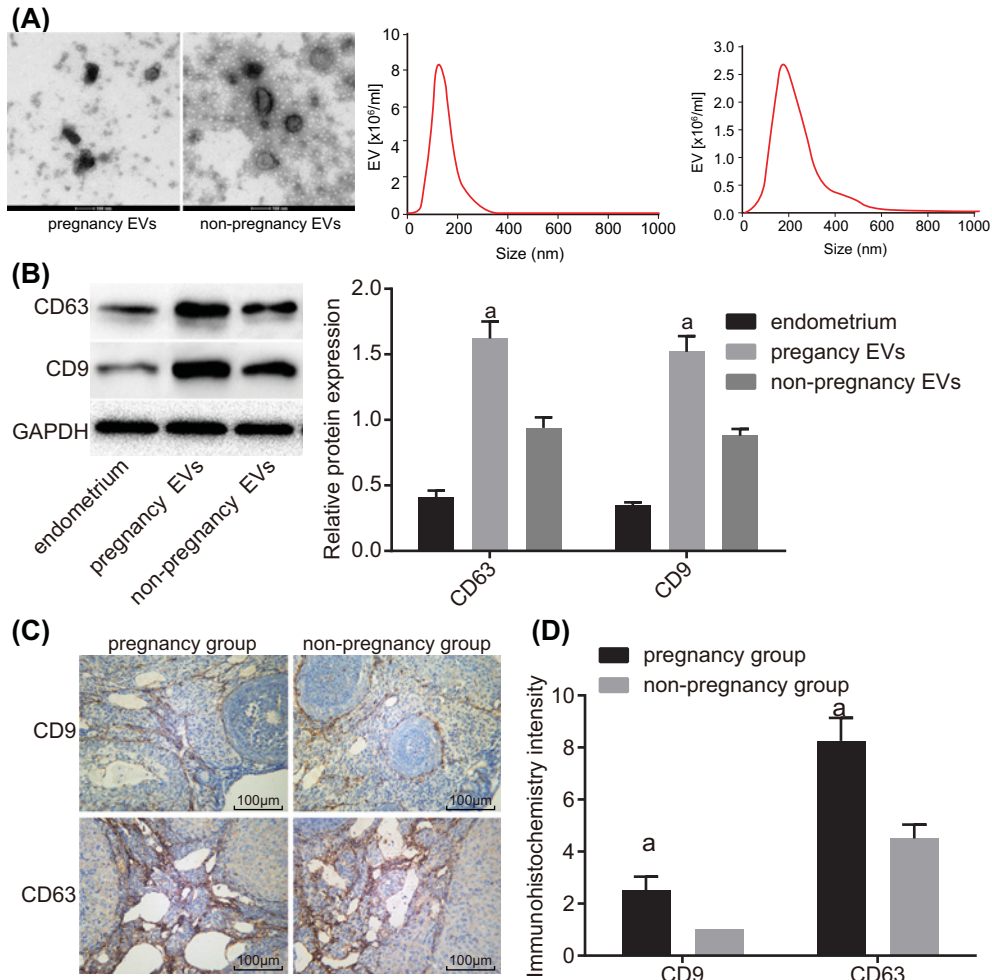 (A)
pregnancy EVs
non-pregnancy EVs
EV [x10⁶/ml]
10
8
6
4
2
0
0
200
400
600
800
1000
Size (nm)
EV [x10⁶/ml]
3.0
2.5
2.0
1.5
1.0
0.5
0.0
0
200
400
600
800
1000
Size (nm)
(B)
CD63
CD9
GAPDH
endometrium
pregnancy EVs
non-pregnancy EVs
Relative protein expression
2.0
1.5
1.0
0.5
0.0
a
a
CD63
CD9
endometrium
pregancy EVs
non-pregnancy EVs
(C)
pregnancy group
non-pregnancy group
CD9
100μm
100μm
CD63
100μm
100μm
(D)
pregnancy group
non-pregnancy group
Immunohistochemistry intensity
10
8
6
4
2
0
a
a
CD9
CD63